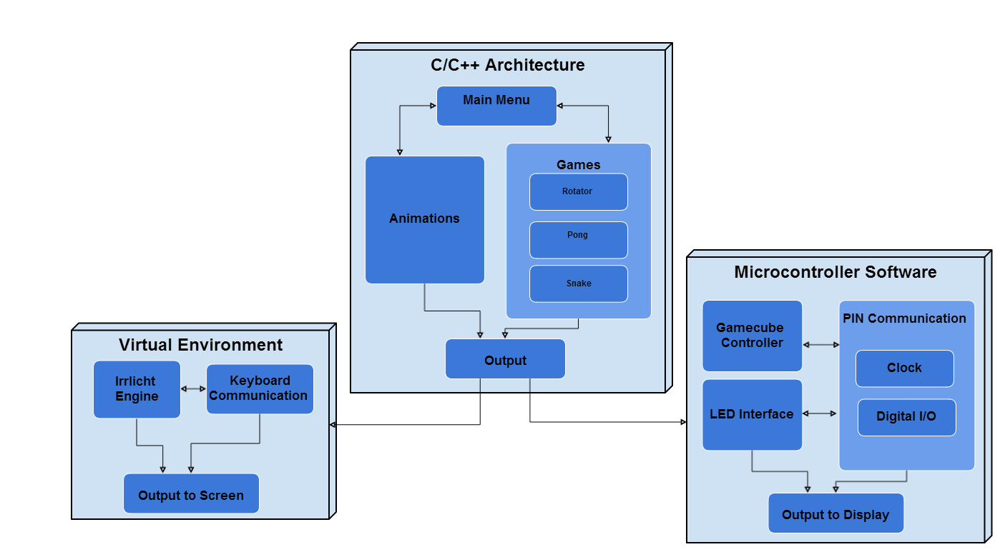 C/C++ Architecture
Main Menu
Animations
Games
Rotator
Pong
Snake
Output
Virtual Environment
Irrlicht
Engine
Keyboard
Communication
Output to Screen
Microcontroller Software
Gamecube
Controller
LED Interface
PIN Communication
Clock
Digital I/O
Output to Display